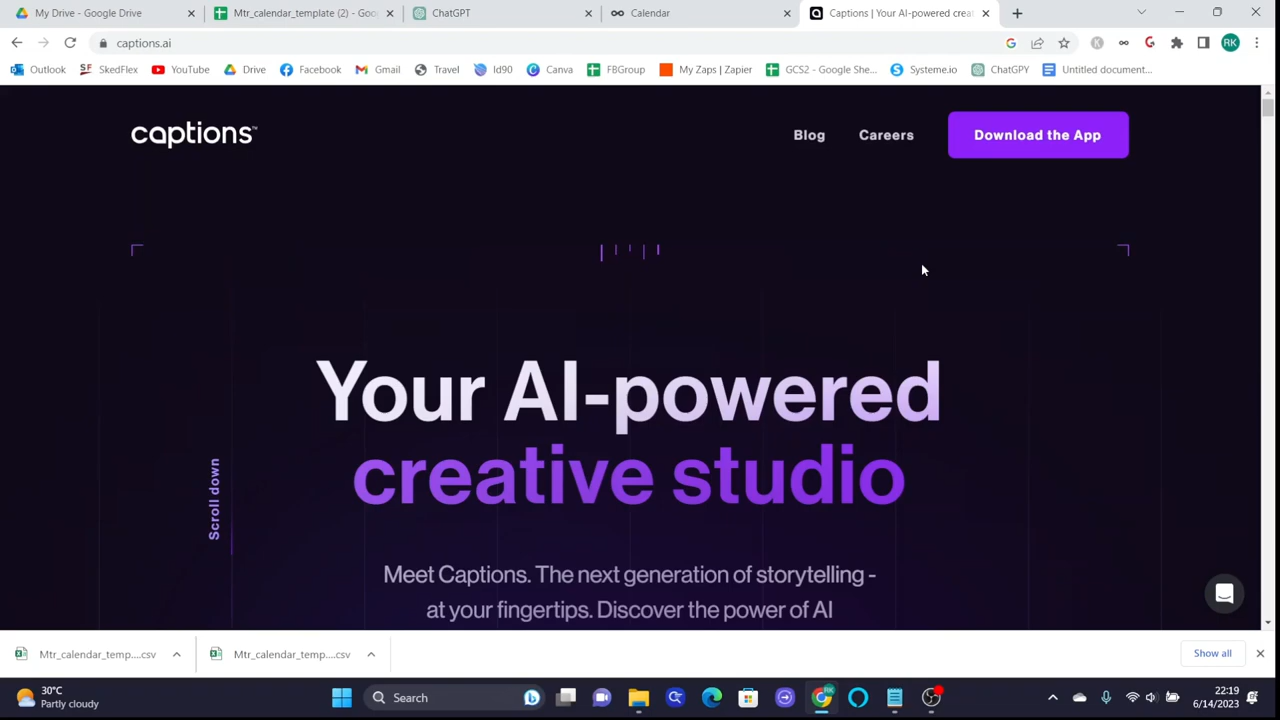 My Drive - Google Drive
Mtr_calendar_template (2) - Goo
ChatGPT
Calendar
Captions | Your AI-powered crea
captions.ai
RK
Outlook
SkedFlex
YouTube
Drive
Facebook
Gmail
Travel
Id90
Canva
FBGroup
My Zaps | Zapier
GCS2 - Google She...
Systeme.io
ChatGPY
Untitled document...
captions™
Blog
Careers
Download the App
Your AI-powered
creative studio
Scroll down
Meet Captions. The next generation of storytelling -
at your fingertips. Discover the power of AI
Mtr_calendar_temp....csv
Mtr_calendar_temp....csv
Show all
30°C
Partly cloudy
Search
RK
22:19
6/14/2023